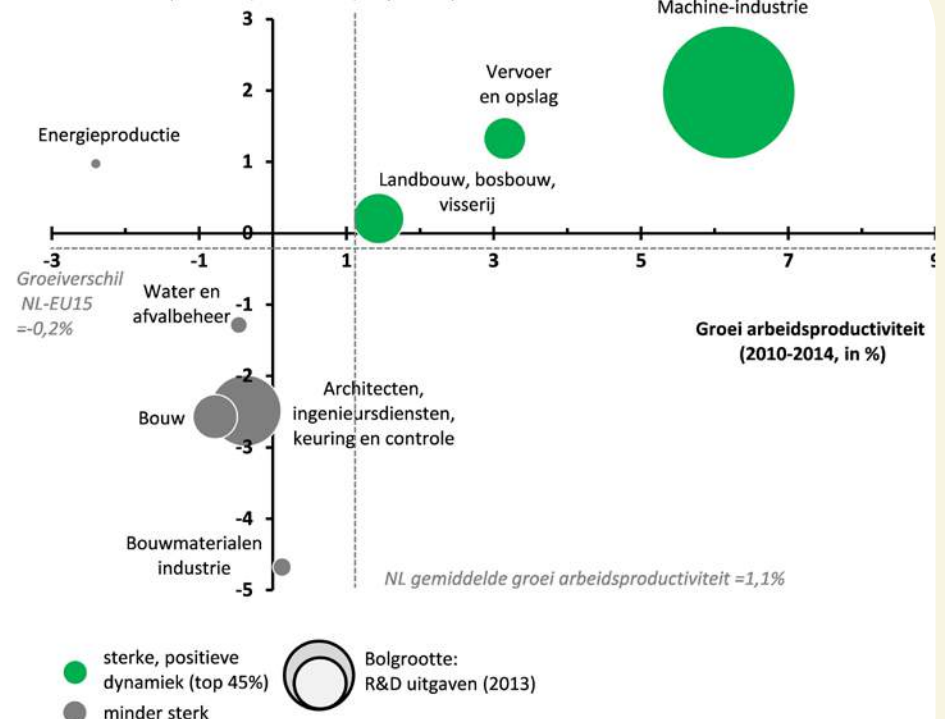 Machine-industrie
3
Vervoer
en opslag
2
Energieproductie
1
Landbouw, bosbouw,
visserij
0
-3
-1
1
3
5
7
Groeiverschil
NL-EU15
=-0,2%
Water en
afvalbeheer
-1
Groei arbeidsproductiviteit
(2010-2014, in %)
-2
Architecten,
ingenieursdiensten,
keuring en controle
Bouw
-3
-4
Bouwmaterialen
industrie
-5
NL gemiddelde groei arbeidsproductiviteit =1,1%
sterke, positieve
dynamiek (top 45%)
Bolgrootte:
R&D uitgaven (2013)
minder sterk